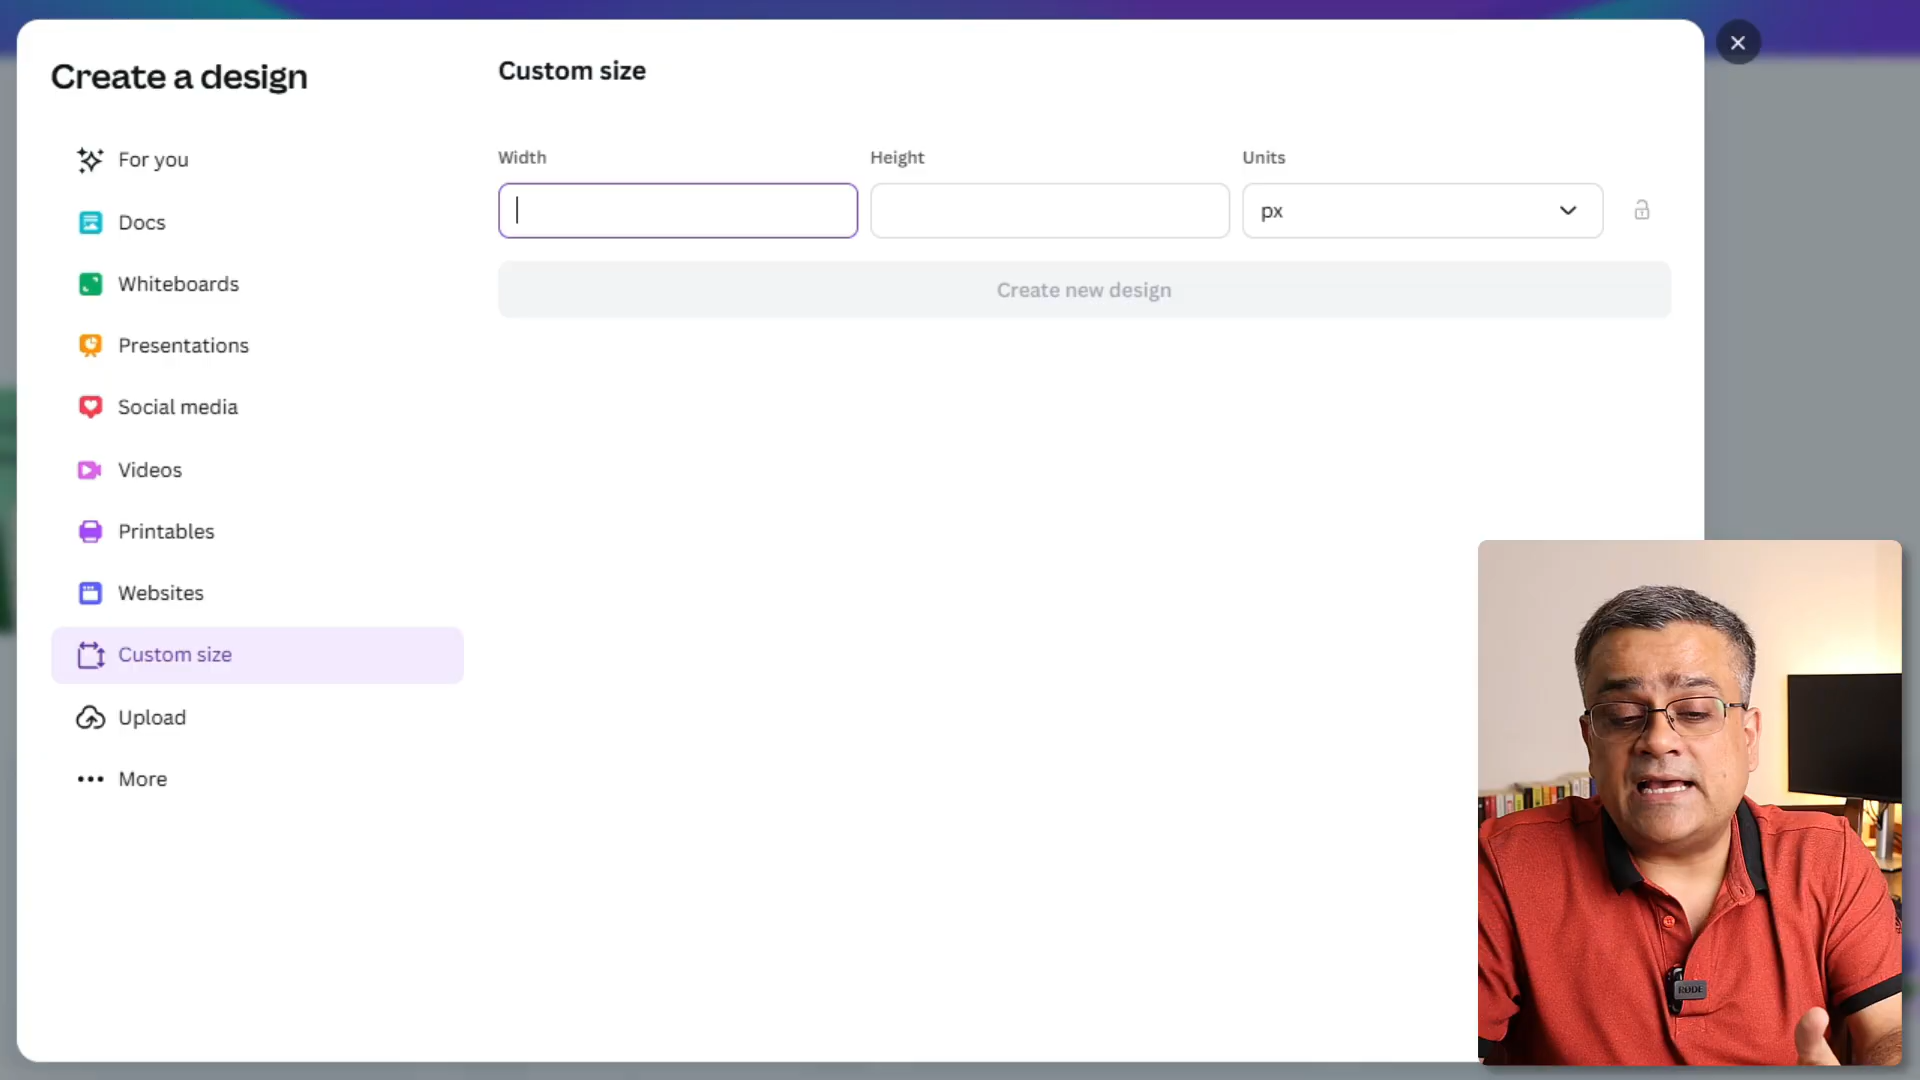 Create a design
For you
Docs
Whiteboards
Presentations
Social media
Videos
Printables
Websites
Custom size
Upload
More
Custom size
Width
Height
Units
px
Create new design
RODE